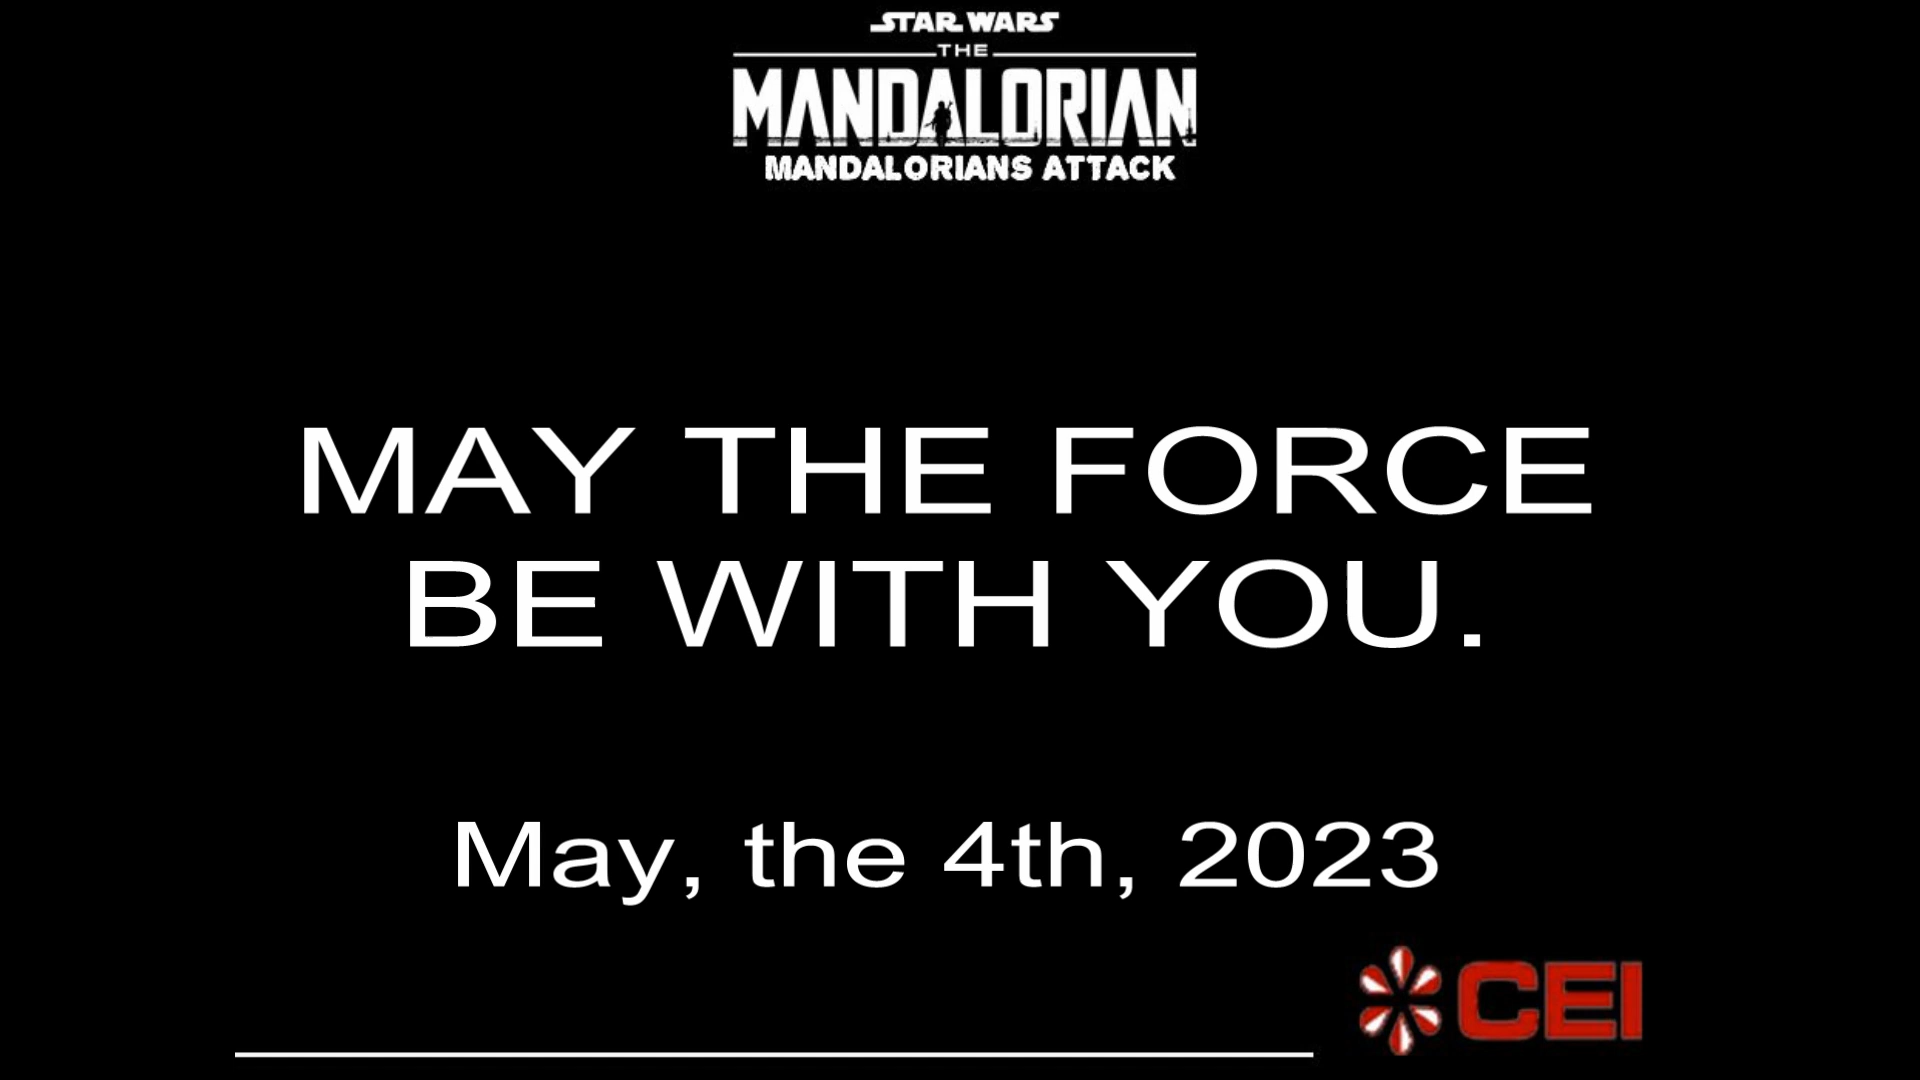 STAR WARS
THE
MANDALORIAN
MANDALORIANS ATTACK
MAY THE FORCE
BE WITH YOU.
May, the 4th, 2023
CEI